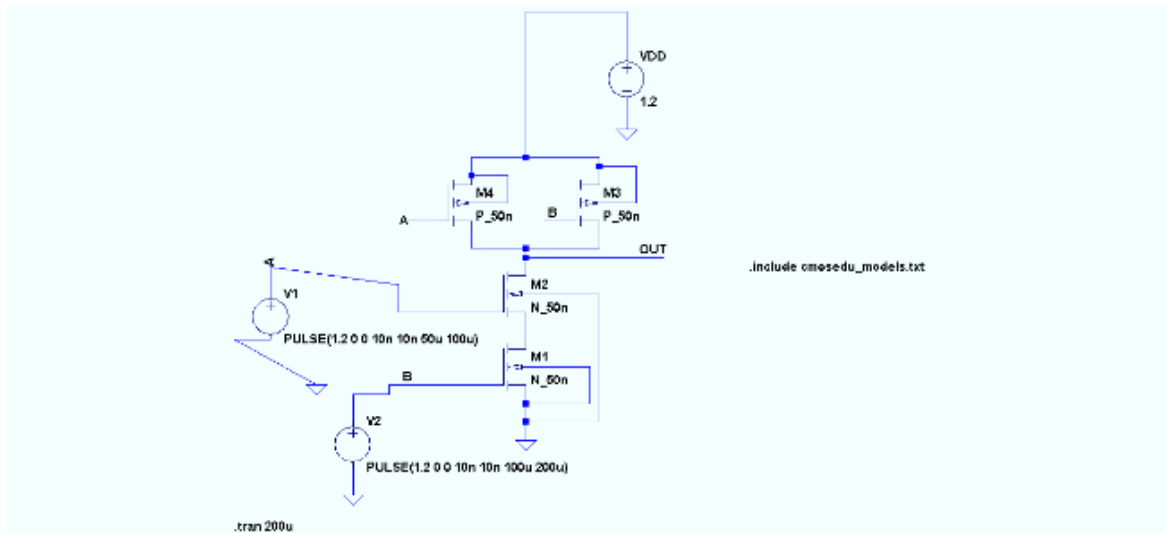 VDD
1.2
M4
M3
P_50n
B
P_50n
A
OUT
.include cmosedu_models.txt
A
M2
V1
N_50n
PULSE(1.2 0 0 10n 10n 50u 100u)
M1
B
N_50n
V2
PULSE(1.2 0 0 10n 10n 100u 200u)
.tran 200u